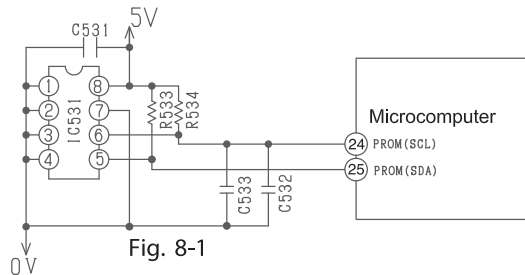 C531
5V
1
8
2
7
3
6
4
5
IC531
R533
R534
Microcomputer
24 PROM(SCL)
25 PROM(SDA)
C533
C532
0V
Fig. 8-1